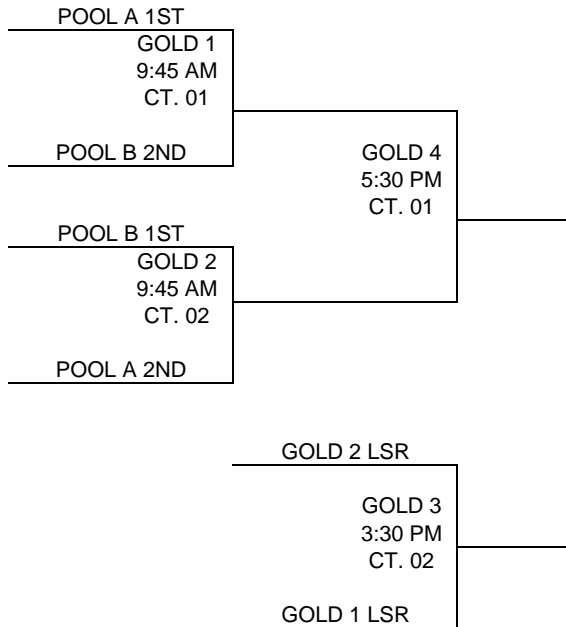 POOL A 1ST
GOLD 1
9:45 AM
CT. 01
POOL B 2ND
GOLD 4
5:30 PM
CT. 01
POOL B 1ST
GOLD 2
9:45 AM
CT. 02
POOL A 2ND
GOLD 2 LSR
GOLD 3
3:30 PM
CT. 02
GOLD 1 LSR